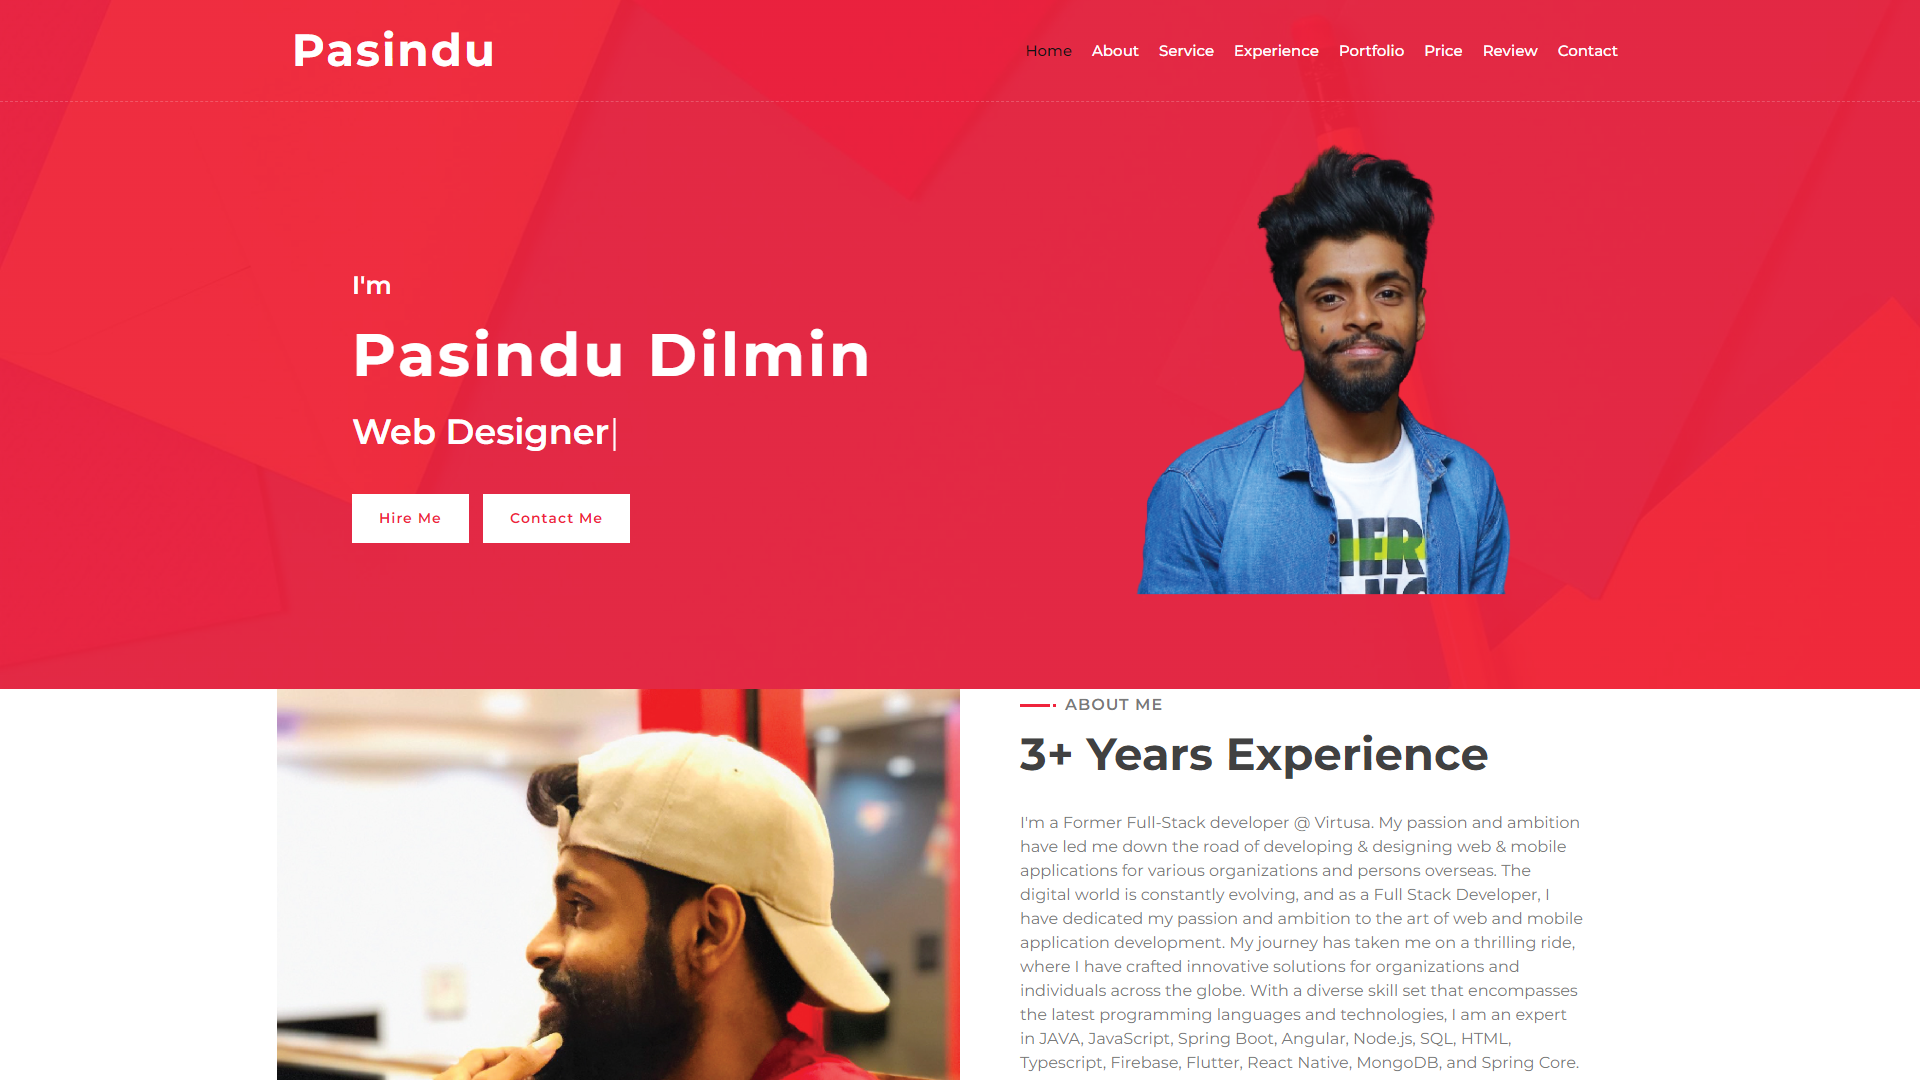 Pasindu
Home About Service Experience Portfolio Price Review Contact
I'm
Pasindu Dilmin
Web Designer|
Hire Me Contact Me
ABOUT ME
3+ Years Experience
I'm a Former Full-Stack developer @ Virtusa. My passion and ambition
have led me down the road of developing & designing web & mobile
applications for various organizations and persons overseas. The
digital world is constantly evolving, and as a Full Stack Developer, I
have dedicated my passion and ambition to the art of web and mobile
application development. My journey has taken me on a thrilling ride,
where I have crafted innovative solutions for organizations and
individuals across the globe. With a diverse skill set that encompasses
the latest programming languages and technologies, I am an expert
in JAVA, JavaScript, Spring Boot, Angular, Node.js, SQL, HTML,
Typescript, Firebase, Flutter, React Native, MongoDB, and Spring Core.